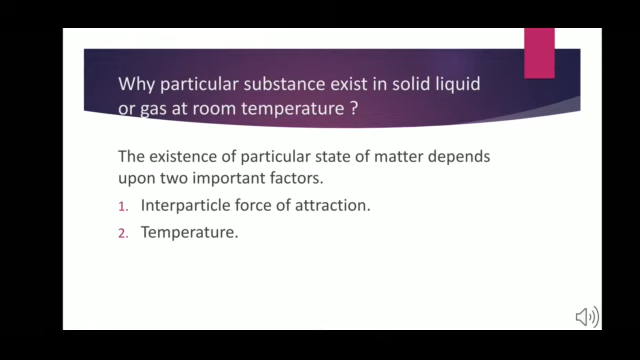 Why particular substance exist in solid liquid
or gas at room temperature ?
The existence of particular state of matter depends
upon two important factors.
1. Interparticle force of attraction.
2. Temperature.